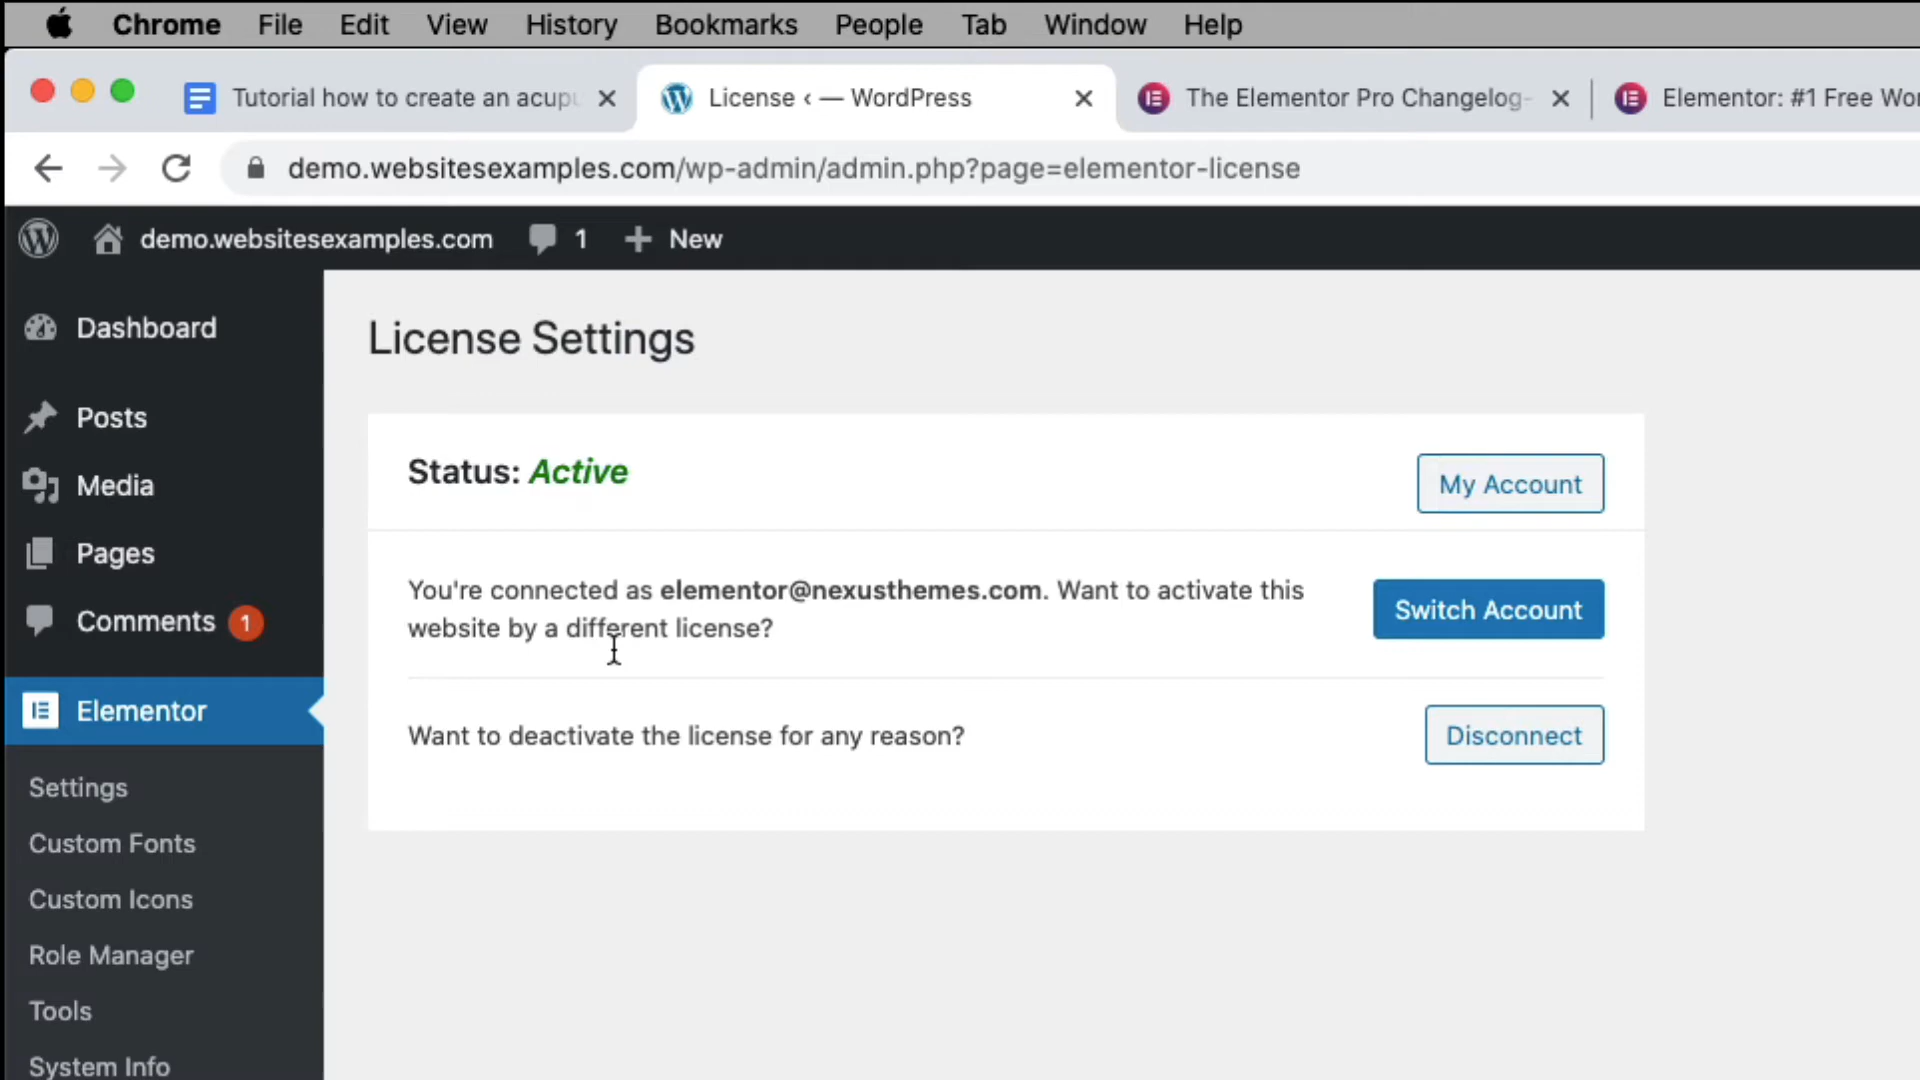 Chrome File Edit View History Bookmarks People Tab Window Help
Tutorial how to create an acupu License ‹ — WordPress The Elementor Pro Changelog- Elementor: #1 Free Wor
demo.websitesexamples.com/wp-admin/admin.php?page=elementor-license
demo.websitesexamples.com 1 New
Dashboard
Posts
Media
Pages
Comments 1
Elementor
Settings
Custom Fonts
Custom Icons
Role Manager
Tools
System Info
License Settings
Status: Active
My Account
You're connected as elementor@nexusthemes.com. Want to activate this
website by a different license?
Switch Account
Want to deactivate the license for any reason?
Disconnect